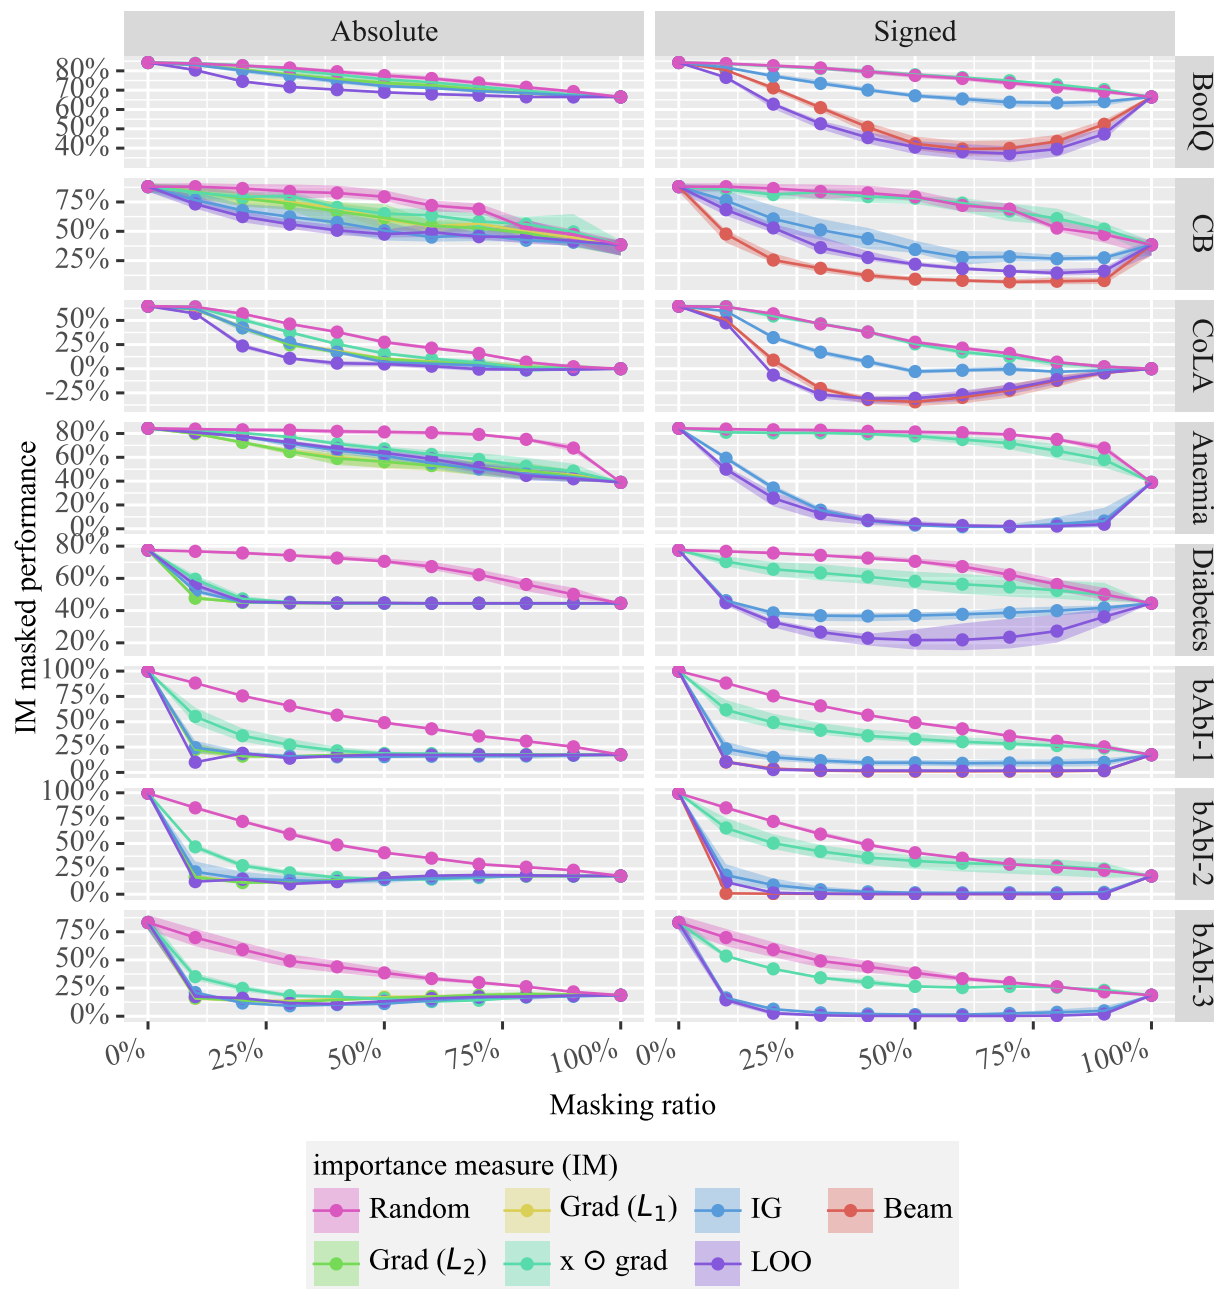 Absolute Signed
80%
70%
60%
50%
40%
BoolQ
75%
50%
25%
CB
50%
25%
0%
-25%
CoLA
80%
60%
40%
20%
0%
Anemia
80%
60%
40%
20%
Diabetes
100%
75%
50%
25%
0%
bAbI-1
100%
75%
50%
25%
0%
bAbI-2
75%
50%
25%
0%
bAbI-3
IM masked performance
0% 25% 50% 75% 100% 0% 25% 50% 75% 100%
Masking ratio
importance measure (IM)
Random Grad (L₁) IG Beam
Grad (L₂) x ⊙ grad LOO